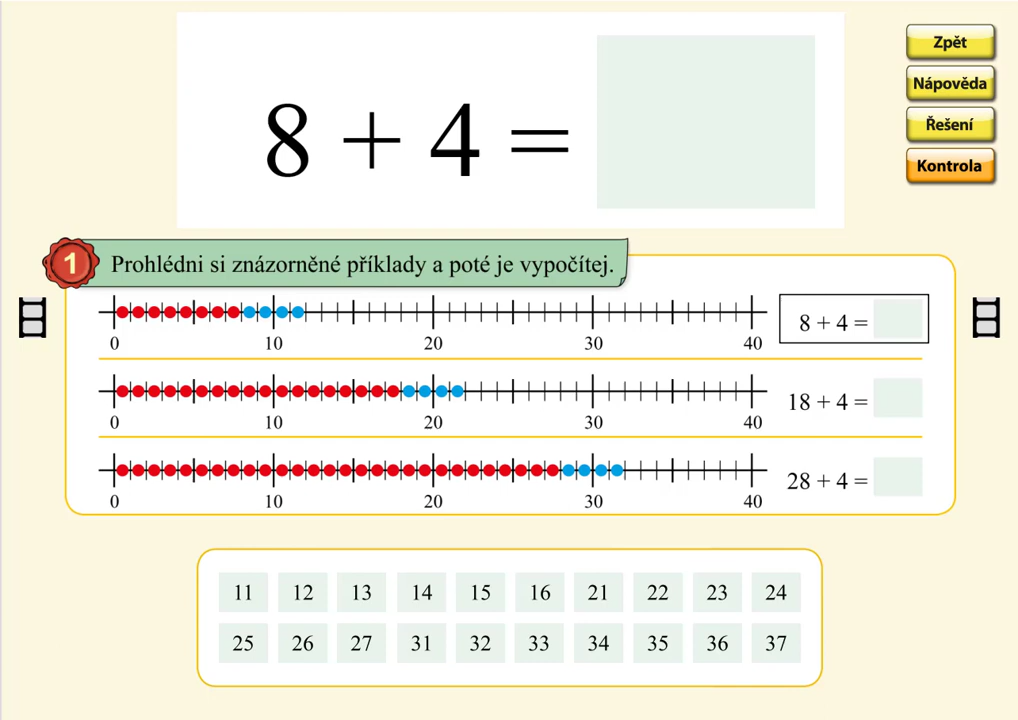 8 + 4 =
Zpět
Nápověda
Řešení
Kontrola
1 Prohlédni si znázorněné příklady a poté je vypočítej.
0 10 20 30 40
8 + 4 =
0 10 20 30 40
18 + 4 =
0 10 20 30 40
28 + 4 =
11 12 13 14 15 16 21 22 23 24
25 26 27 31 32 33 34 35 36 37